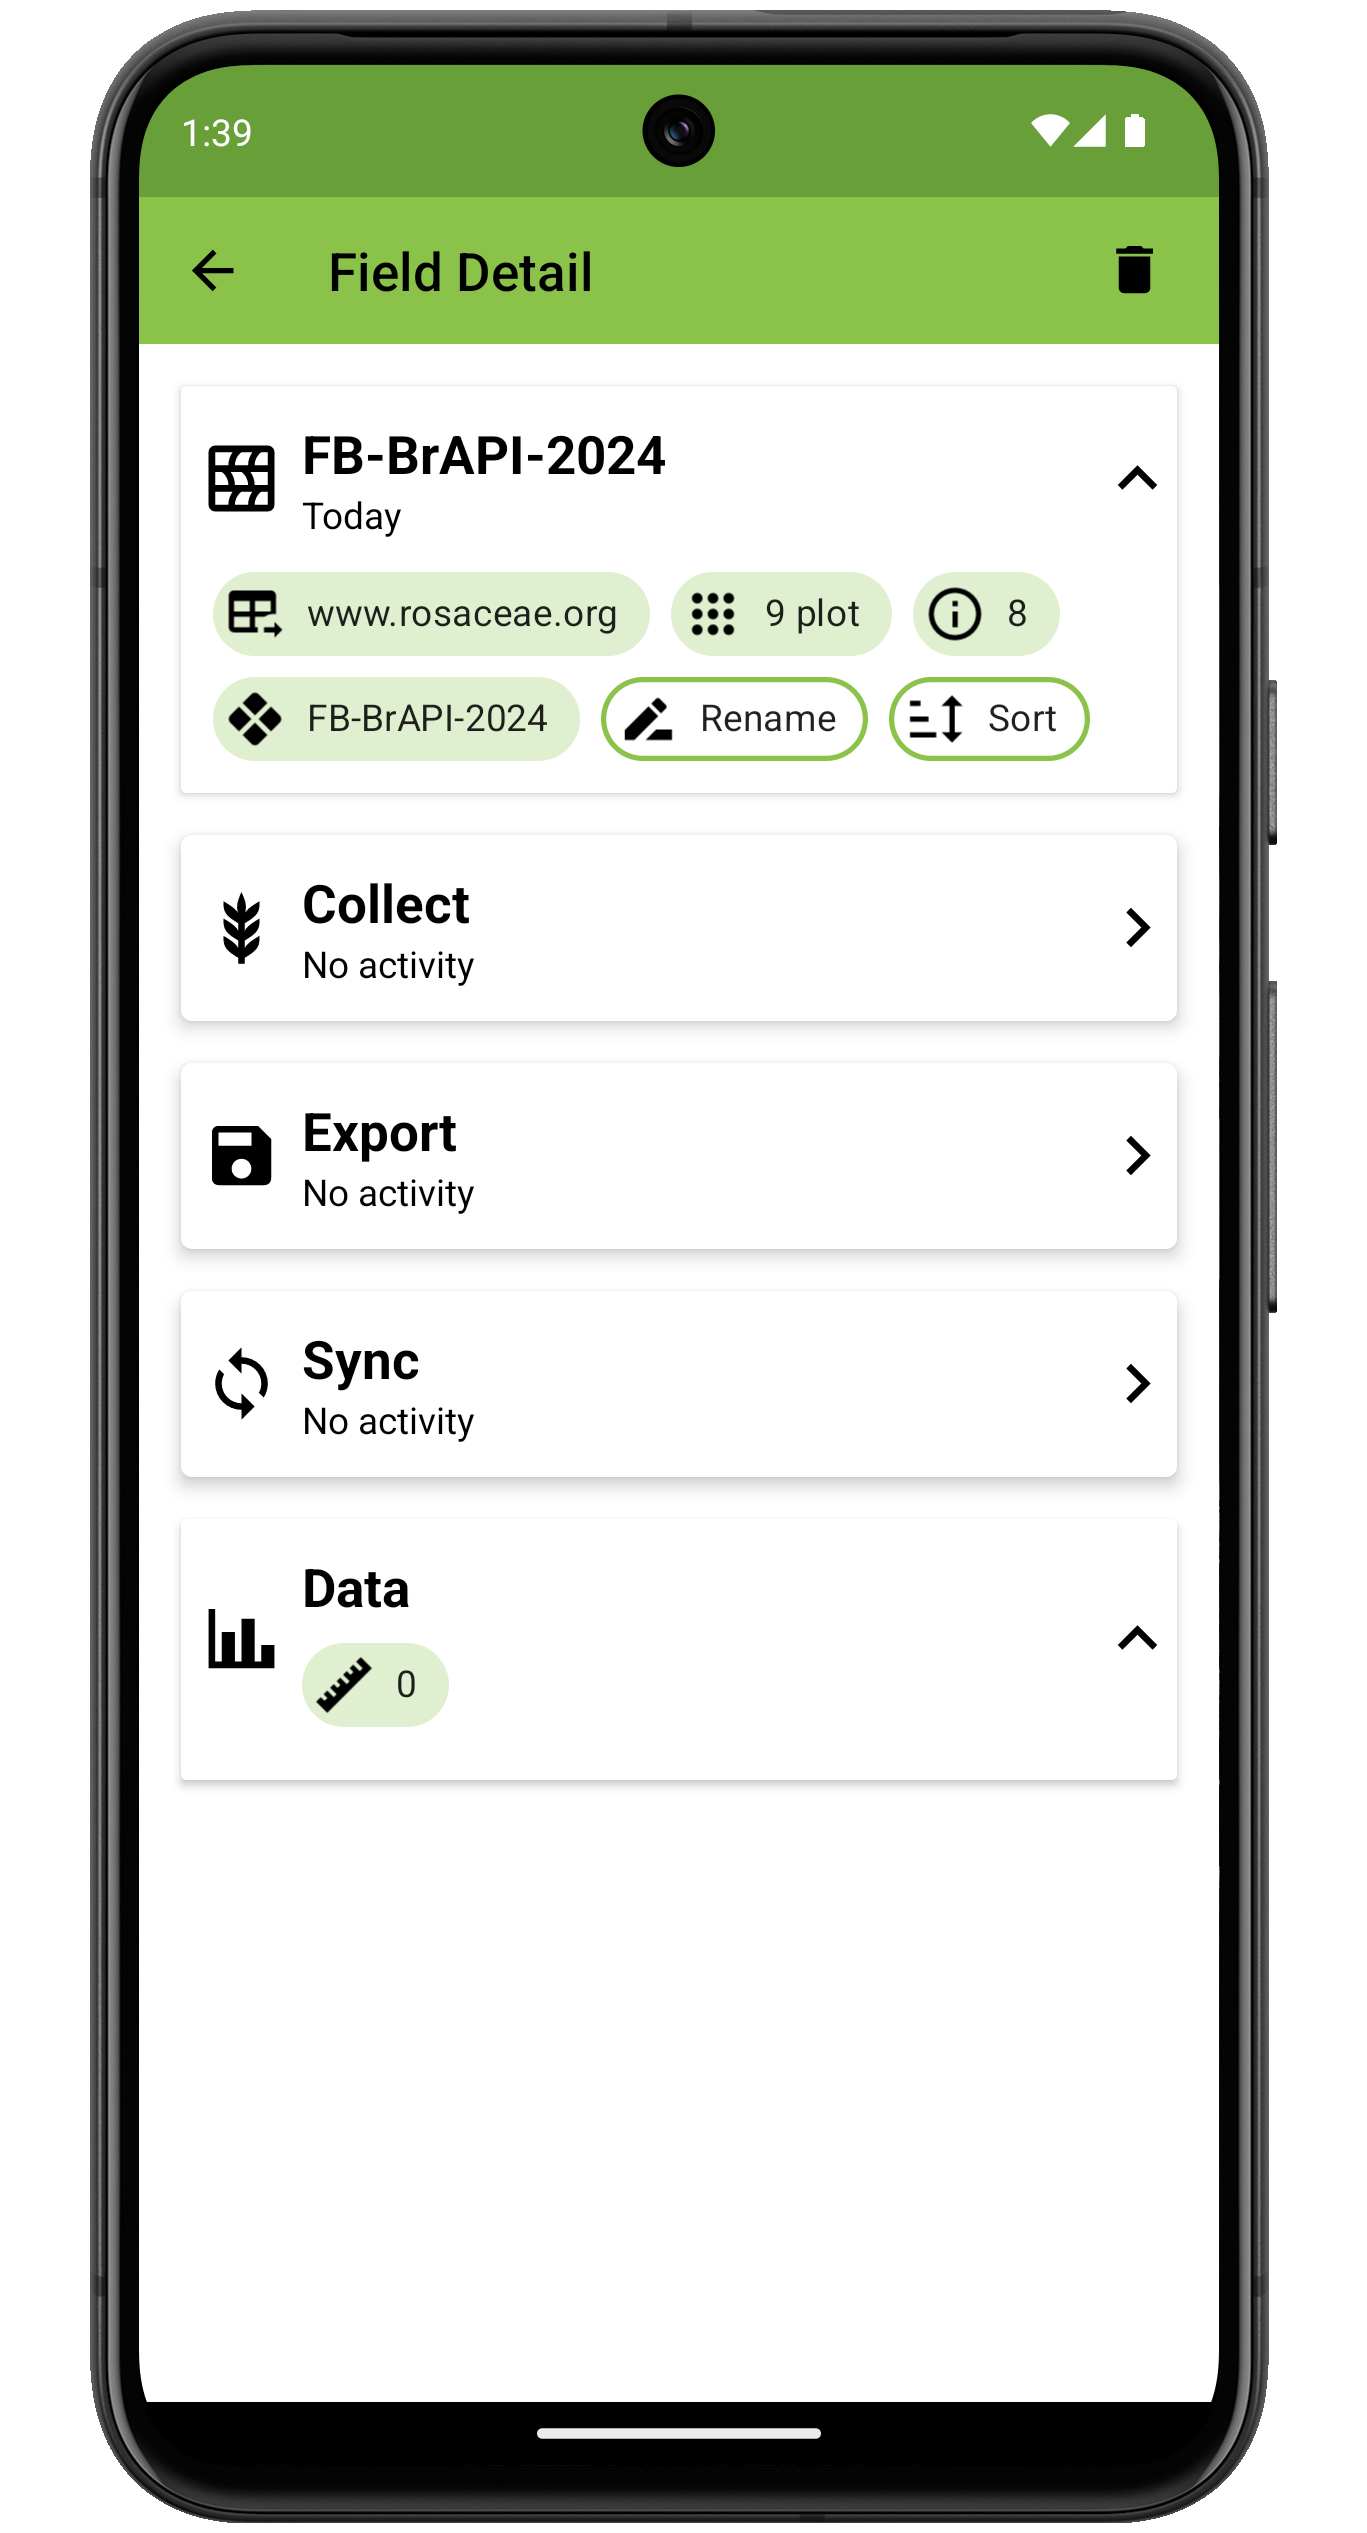 1:39
Field Detail
FB-BrAPI-2024
Today
www.rosaceae.org 9 plot 8
FB-BrAPI-2024 Rename Sort
Collect
No activity
Export
No activity
Sync
No activity
Data
0